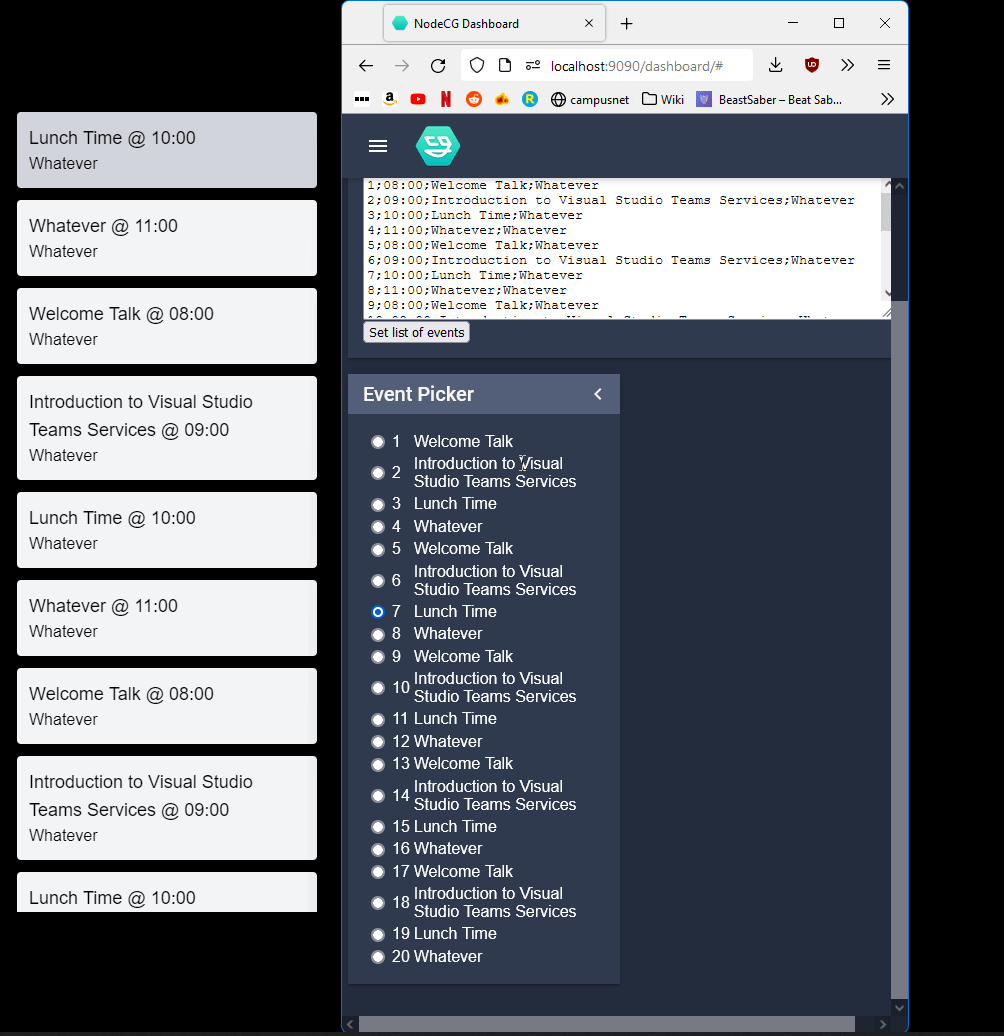 Lunch Time @ 10:00
Whatever
Whatever @ 11:00
Whatever
Welcome Talk @ 08:00
Whatever
Introduction to Visual Studio
Teams Services @ 09:00
Whatever
Lunch Time @ 10:00
Whatever
Whatever @ 11:00
Whatever
Welcome Talk @ 08:00
Whatever
Introduction to Visual Studio
Teams Services @ 09:00
Whatever
Lunch Time @ 10:00
NodeCG Dashboard
localhost:9090/dashboard/#
campusnet Wiki BeastSaber – Beat Sab...
1;08:00;Welcome Talk;Whatever
2;09:00;Introduction to Visual Studio Teams Services;Whatever
3;10:00;Lunch Time;Whatever
4;11:00;Whatever;Whatever
5;08:00;Welcome Talk;Whatever
6;09:00;Introduction to Visual Studio Teams Services;Whatever
7;10:00;Lunch Time;Whatever
8;11:00;Whatever;Whatever
9;08:00;Welcome Talk;Whatever
Set list of events
Event Picker
1 Welcome Talk
2 Introduction to Visual
Studio Teams Services
3 Lunch Time
4 Whatever
5 Welcome Talk
6 Introduction to Visual
Studio Teams Services
7 Lunch Time
8 Whatever
9 Welcome Talk
10 Introduction to Visual
Studio Teams Services
11 Lunch Time
12 Whatever
13 Welcome Talk
14 Introduction to Visual
Studio Teams Services
15 Lunch Time
16 Whatever
17 Welcome Talk
18 Introduction to Visual
Studio Teams Services
19 Lunch Time
20 Whatever